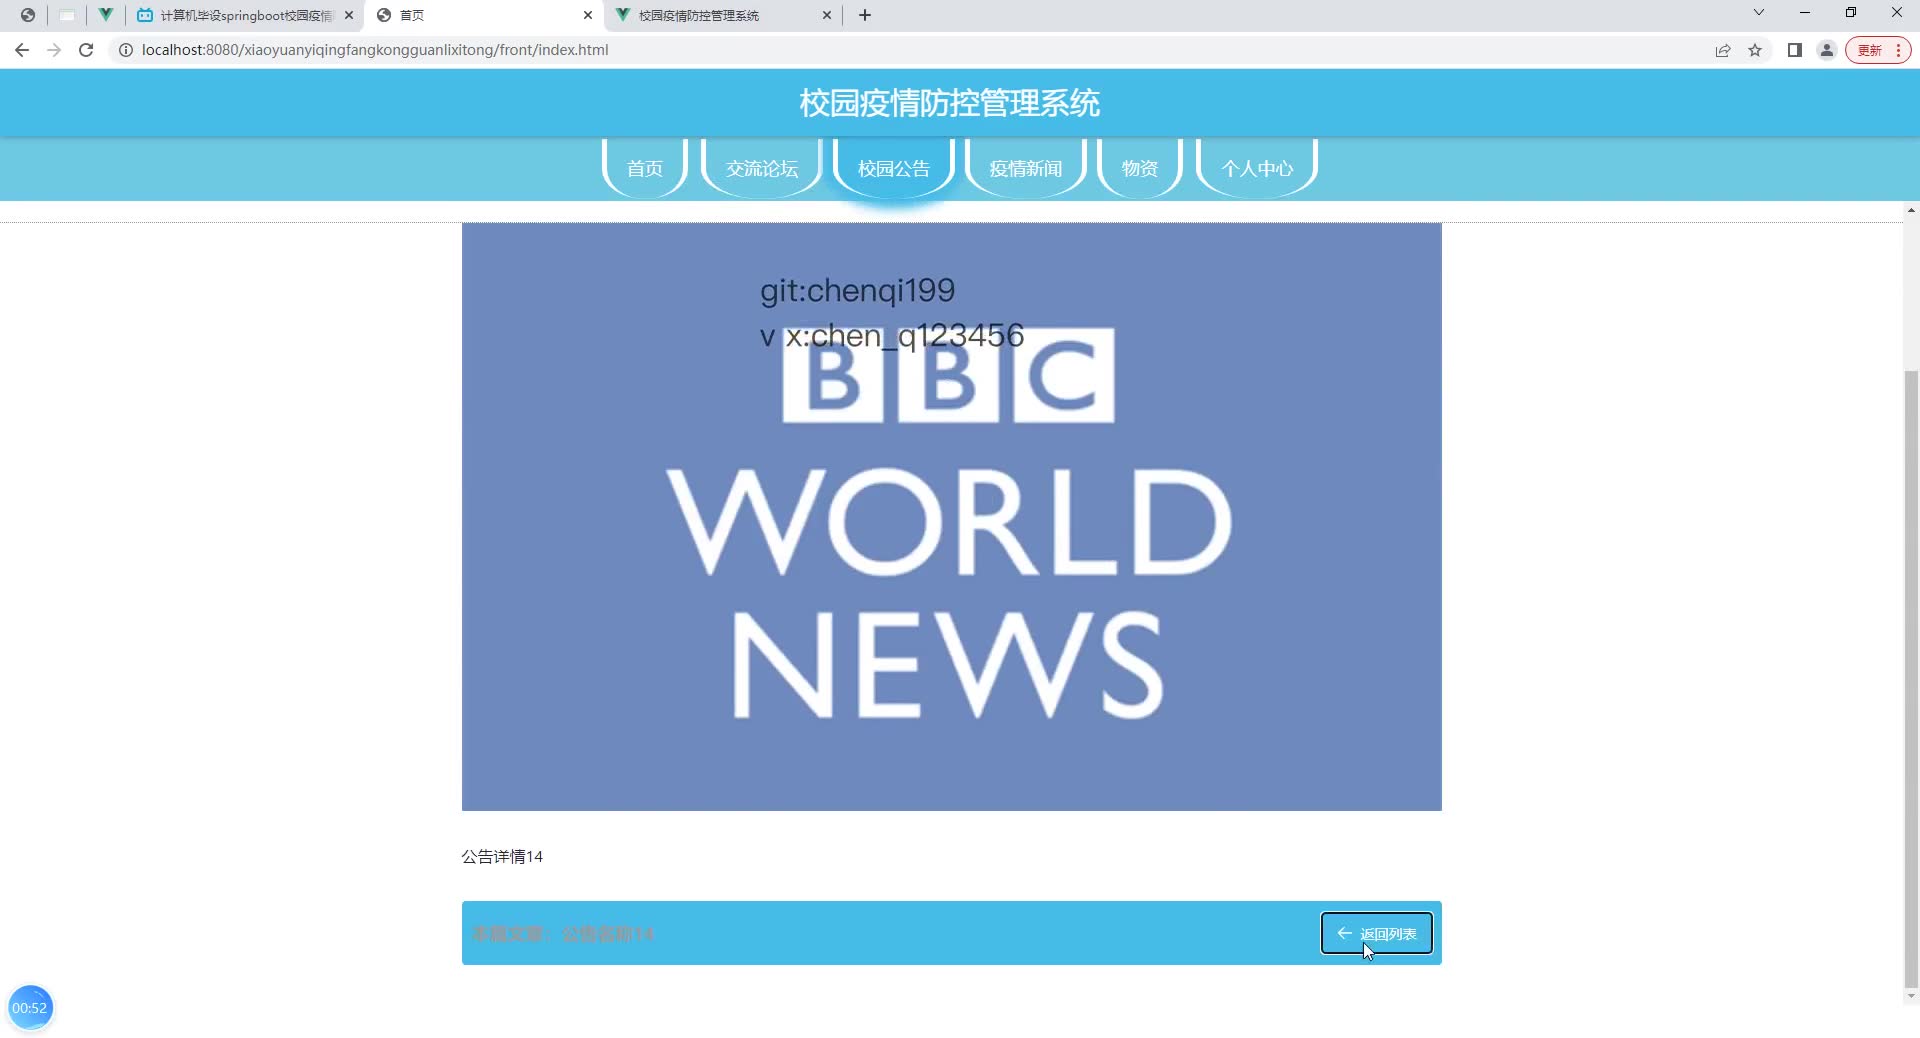 计算机毕设springboot校园疫情
首页
校园疫情防控管理系统
localhost:8080/xiaoyuanyiqingfangkongguanlixitong/front/index.html
更新
校园疫情防控管理系统
首页
交流论坛
校园公告
疫情新闻
物资
个人中心
git:chenqi199
v x:chen_q123456
BBC
WORLD
NEWS
公告详情14
本篇文章：公告名称14
返回列表
00:52